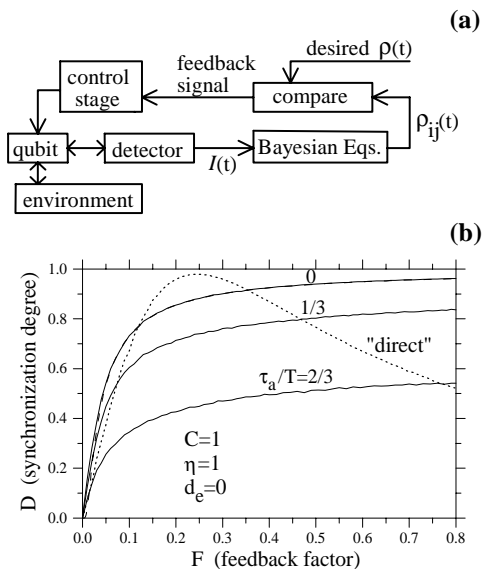 (a)
desired ρ(t)
feedback
signal
control
stage
compare
ρij(t)
qubit
detector
I(t)
Bayesian Eqs.
environment
(b)
D (synchronization degree)
1.0
0.8
0.6
0.4
0.2
0.0
0
1/3
"direct"
τa/T=2/3
C=1
η=1
de=0
0.0 0.1 0.2 0.3 0.4 0.5 0.6 0.7 0.8
F (feedback factor)